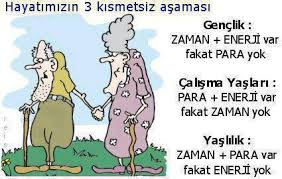 Hayatımızın 3 kısmetsiz aşaması
Gençlik :
ZAMAN + ENERJİ var
fakat PARA yok
Çalışma Yaşları :
PARA + ENERJİ var
fakat ZAMAN yok
Yaşlılık :
ZAMAN + PARA var
fakat ENERJİ yok